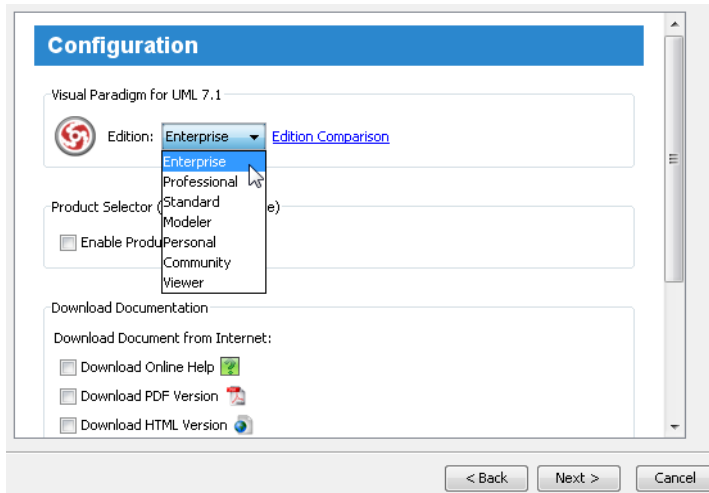 Configuration
Visual Paradigm for UML 7.1
Edition: Enterprise Edition Comparison
Enterprise
Professional
Product Selector ( e)
Standard
Modeler
Enable Produ
Personal
Community
Viewer
Download Documentation
Download Document from Internet:
Download Online Help
Download PDF Version
Download HTML Version
< Back Next > Cancel